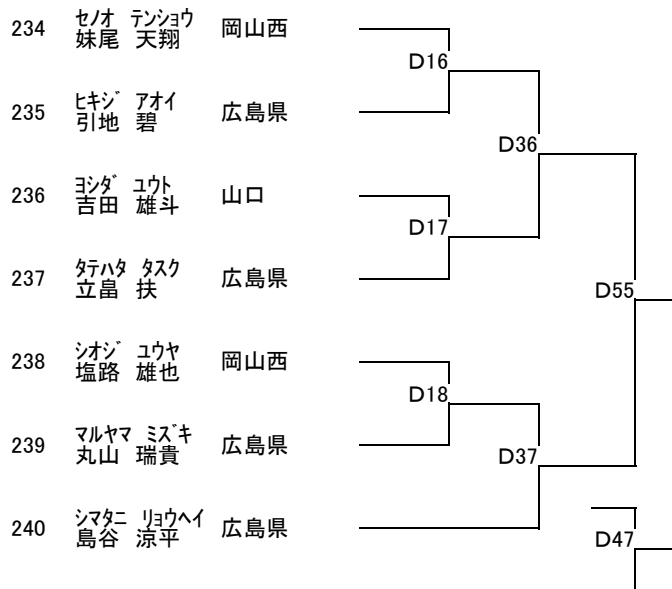 セノオ テンショウ
234 妹尾 天翔 岡山西
D16
ヒキジ アオイ
235 引地 碧 広島県
D36
ヨシダ ユウト
236 吉田 雄斗 山口
D17
タテハタ タスク
237 立畠 扶 広島県
D55
シオジ ユウヤ
238 塩路 雄也 岡山西
D18
マルヤマ ミズキ
239 丸山 瑞貴 広島県
D37
シマタニ リョウヘイ
240 島谷 涼平 広島県
D47